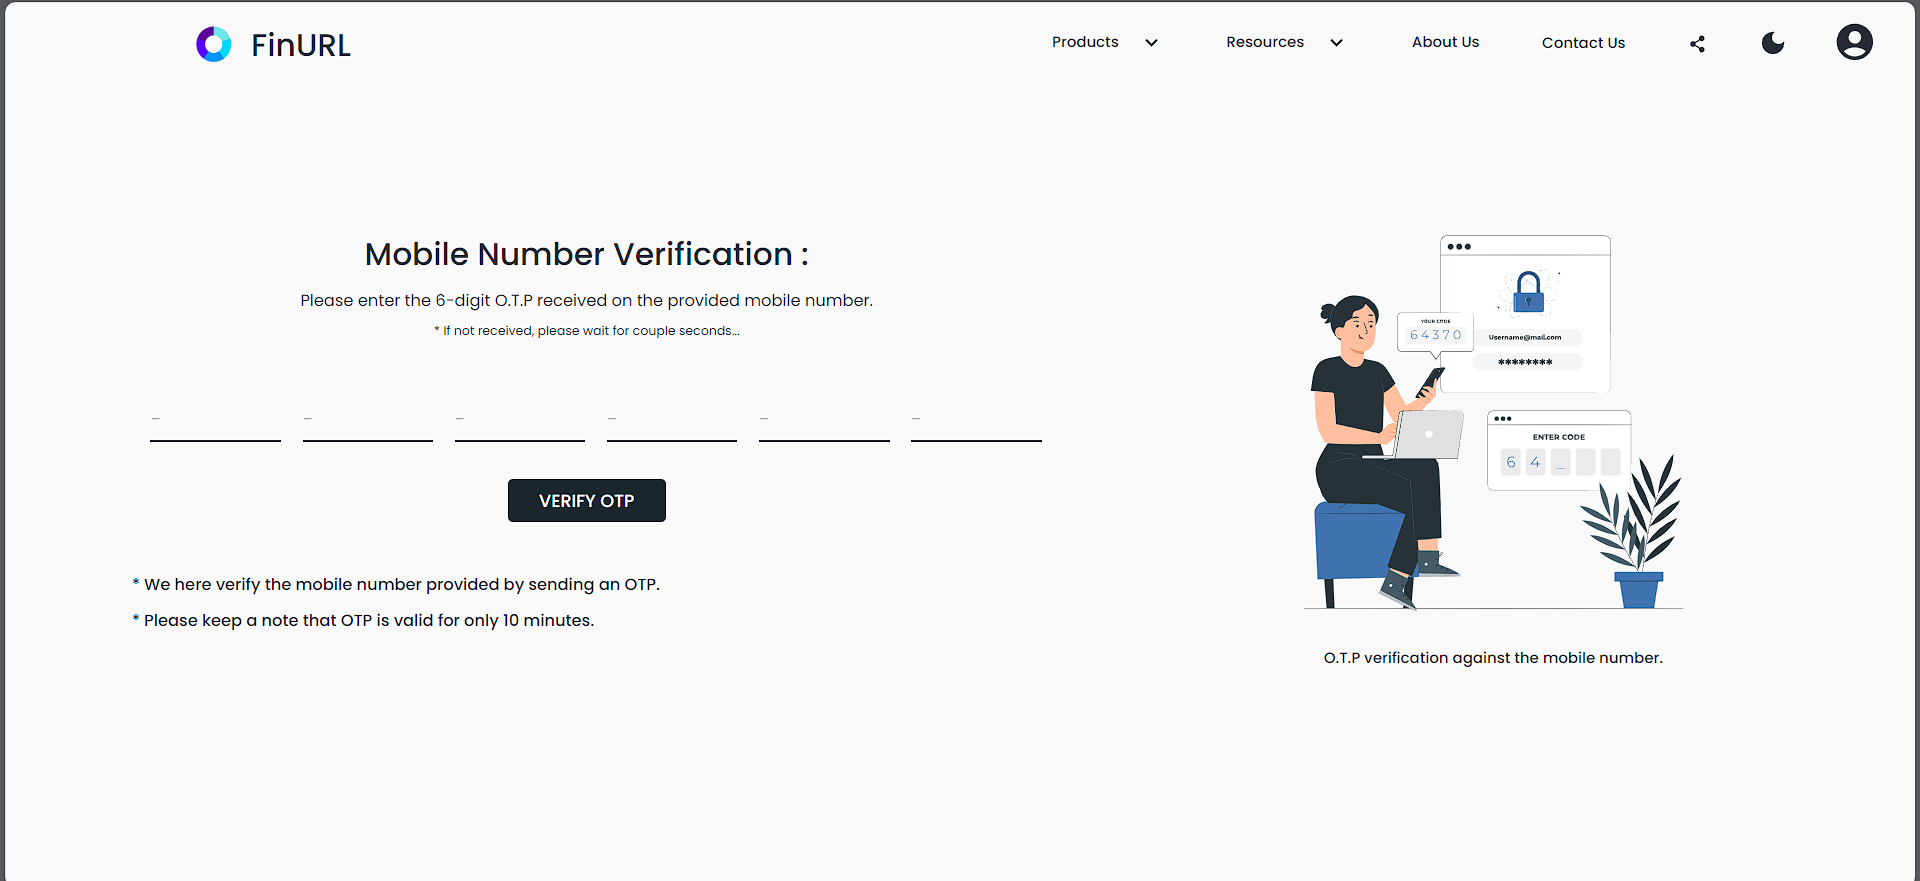 FinURL
Products
Resources
About Us
Contact Us
Mobile Number Verification :
Please enter the 6-digit O.T.P received on the provided mobile number.
* If not received, please wait for couple seconds...
_ _ _ _ _ _
VERIFY OTP
* We here verify the mobile number provided by sending an OTP.
* Please keep a note that OTP is valid for only 10 minutes.
YOUR CODE
64370
Username@mail.com
********
ENTER CODE
6 4 _
O.T.P verification against the mobile number.